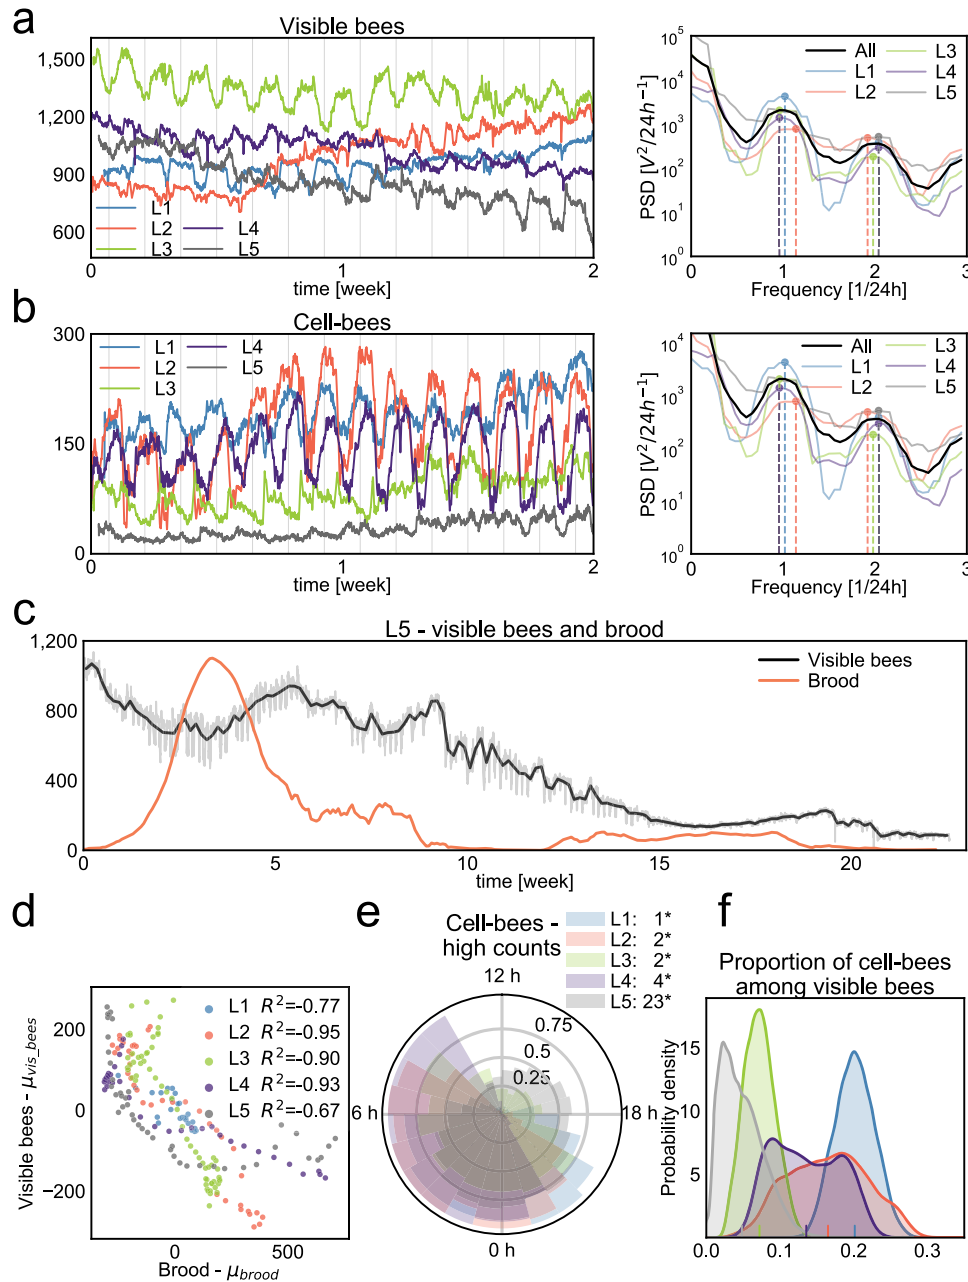 a
Visible bees
1,500
1,200
900
600
L1
L2
L3
L4
L5
0
1
2
time [week]
10^5
10^4
10^3
10^2
10^1
10^0
PSD [V^2/24h^-1]
All
L1
L2
L3
L4
L5
0
1
2
3
Frequency [1/24h]
b
Cell-bees
300
150
0
L1
L2
L3
L4
L5
0
1
2
time [week]
10^4
10^3
10^2
10^1
10^0
PSD [V^2/24h^-1]
All
L1
L2
L3
L4
L5
0
1
2
3
Frequency [1/24h]
c
L5 - visible bees and brood
1,200
800
400
0
Visible bees
Brood
0
5
10
15
20
time [week]
d
200
0
−200
Visible bees - μ_vis_bees
L1 R²=-0.77
L2 R²=-0.95
L3 R²=-0.90
L4 R²=-0.93
L5 R²=-0.67
0
500
Brood - μ_brood
e
Cell-bees -
high counts
L1: 1*
L2: 2*
L3: 2*
L4: 4*
L5: 23*
12 h
0.75
0.5
0.25
6 h
18 h
0 h
f
Proportion of cell-bees
among visible bees
15
10
5
Probability density
0.0
0.1
0.2
0.3